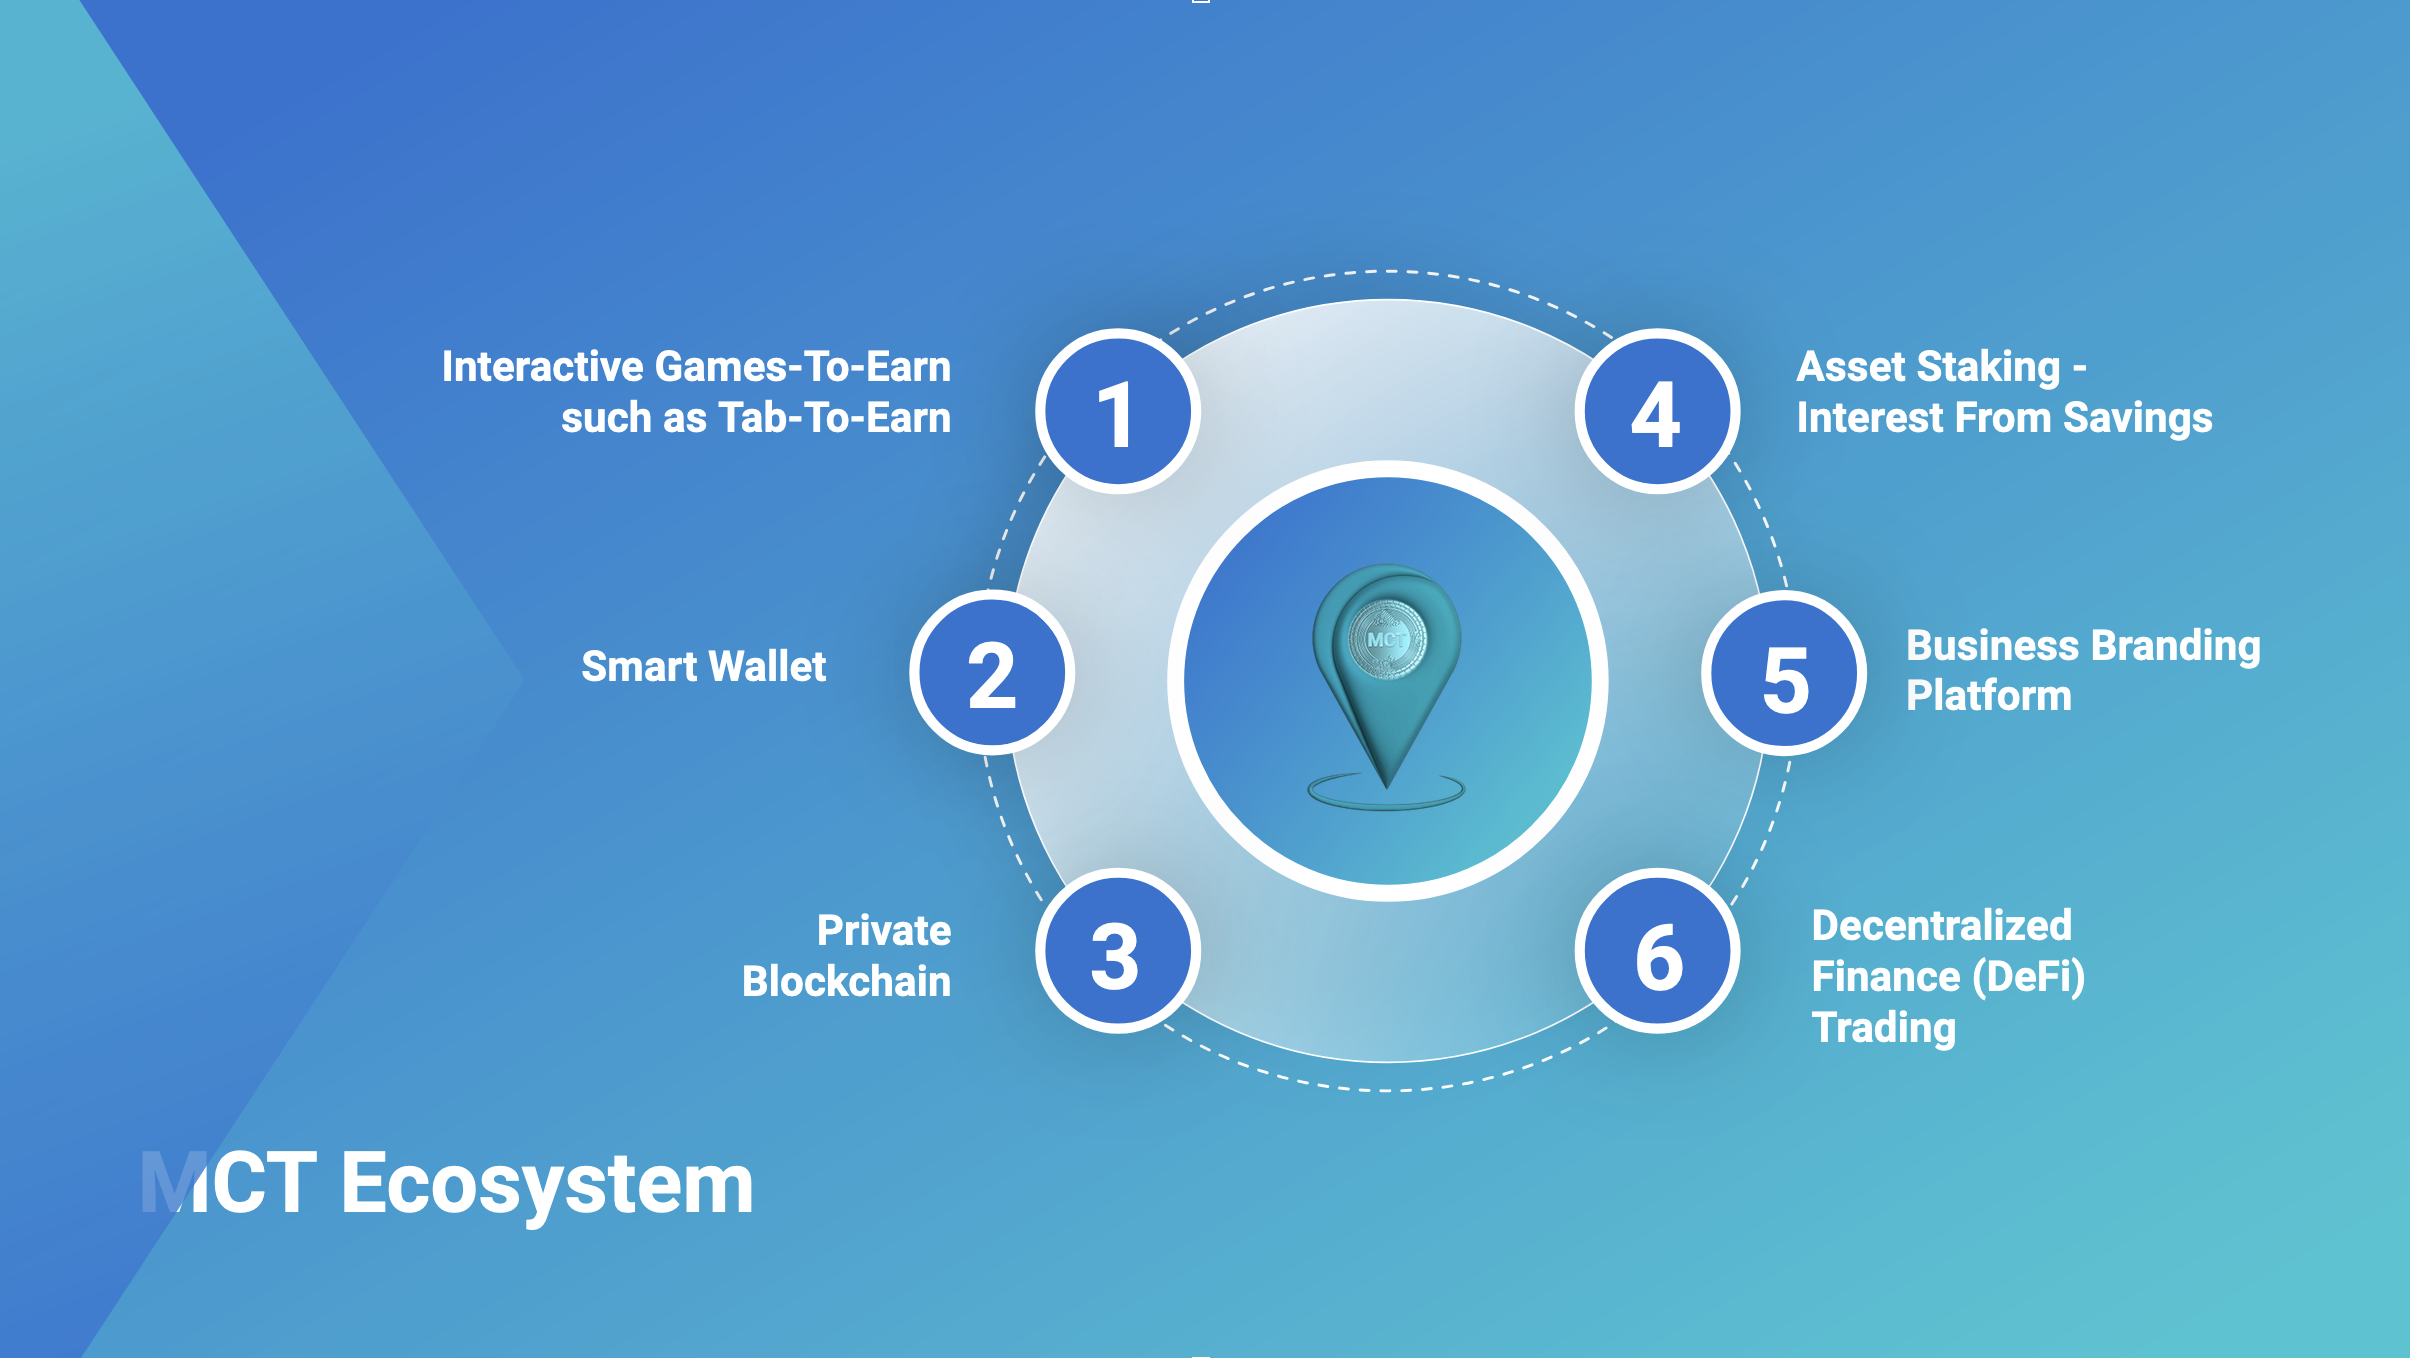 Interactive Games-To-Earn
such as Tab-To-Earn
1
Smart Wallet
2
Private
Blockchain
3
MCT
4
Asset Staking -
Interest From Savings
5
Business Branding
Platform
6
Decentralized
Finance (DeFi)
Trading
MCT Ecosystem